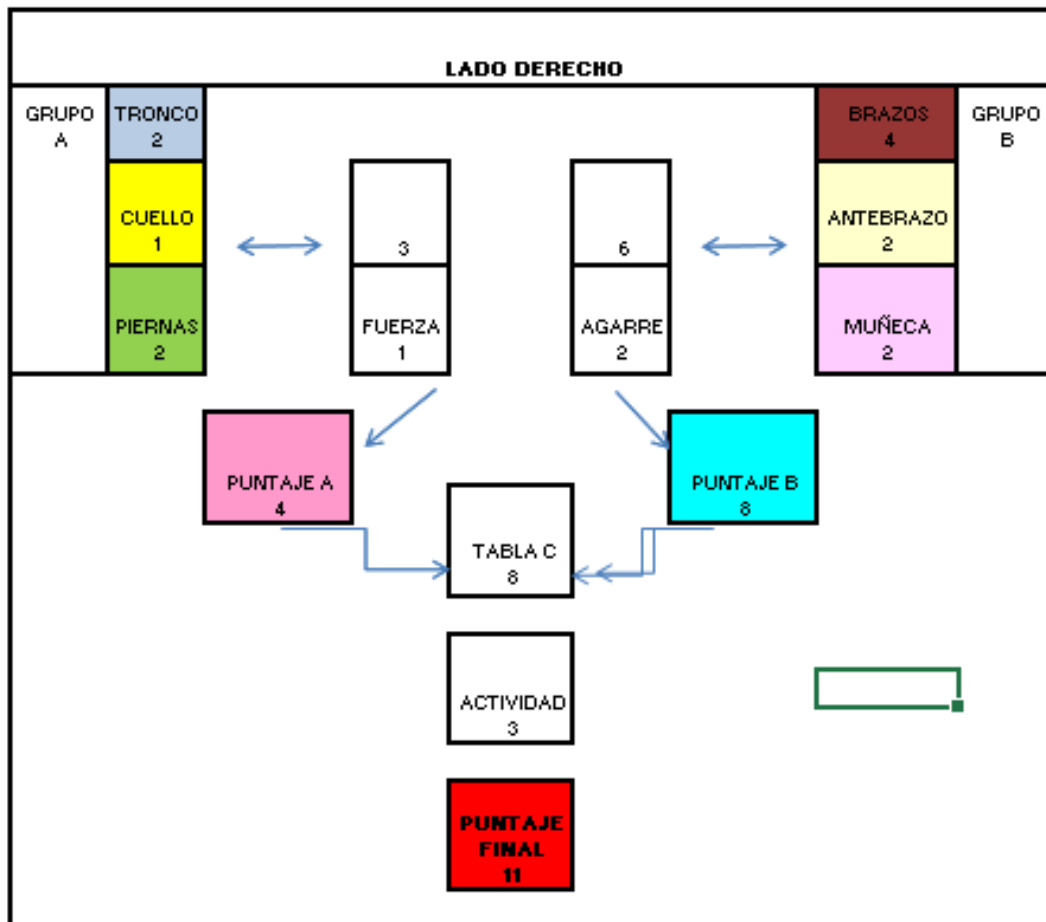 LADO DERECHO
GRUPO
A
TRONCO
2
CUELLO
1
PIERNAS
2
3
FUERZA
1
6
AGARRE
2
BRAZOS
4
ANTEBRAZO
2
MUÑECA
2
GRUPO
B
PUNTAJE A
4
PUNTAJE B
8
TABLA C
8
ACTIVIDAD
3
PUNTAJE
FINAL
11